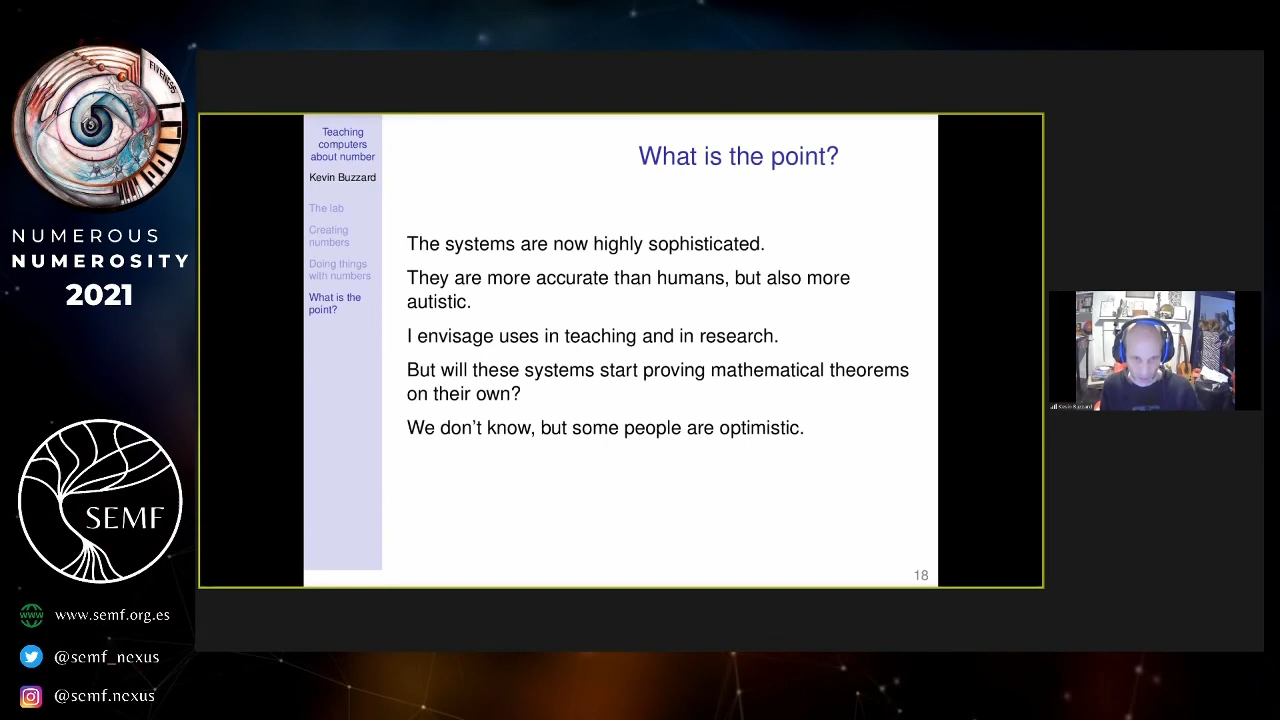 FIVENESS
NUMEROUS
NUMEROSITY
2021
SEMF
www
www.semf.org.es
@semf_nexus
@semf.nexus
Teaching
computers
about number
Kevin Buzzard
The lab
Creating
numbers
Doing things
with numbers
What is the
point?
What is the point?
The systems are now highly sophisticated.
They are more accurate than humans, but also more
autistic.
I envisage uses in teaching and in research.
But will these systems start proving mathematical theorems
on their own?
We don't know, but some people are optimistic.
18
Kevin Buzzard